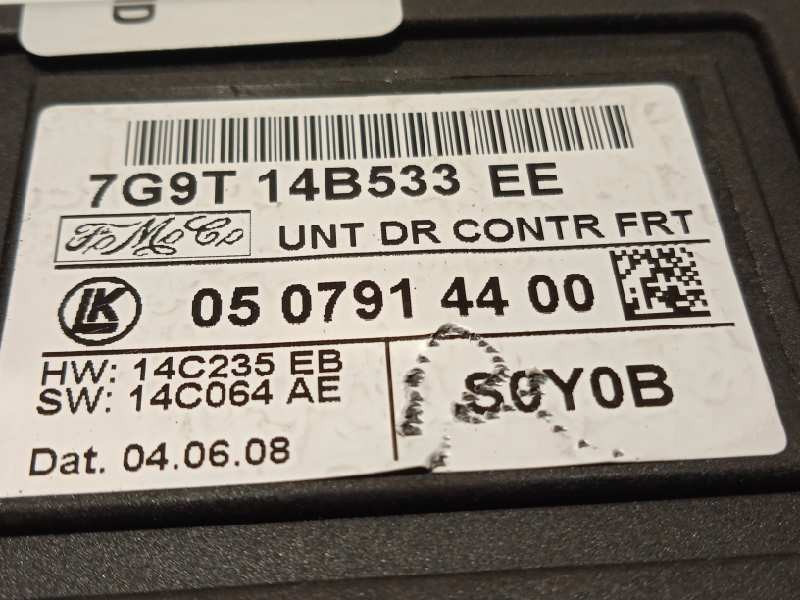 7G9T 14B533 EE
FoMoCo
UNT DR CONTR FRT
LK
05 0791 44 00
HW: 14C235 EB
SW: 14C064 AE
S0Y0B
Dat. 04.06.08